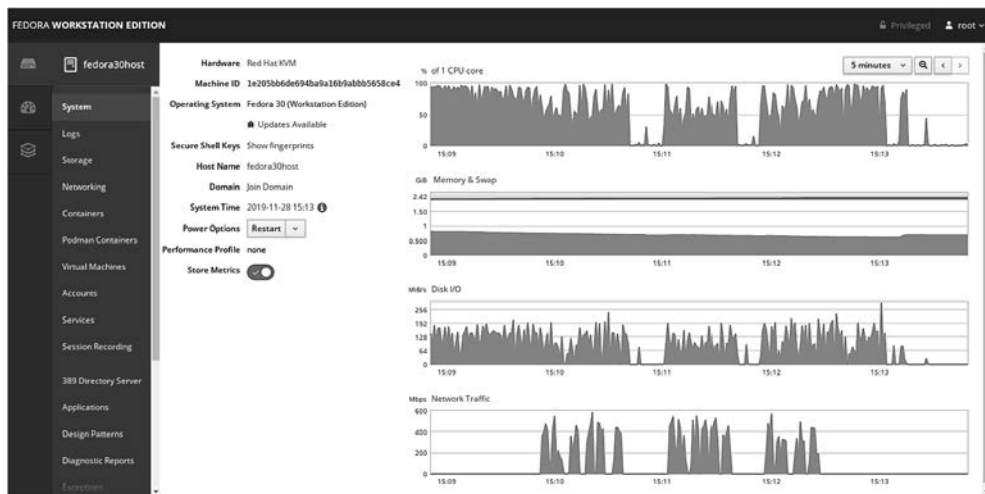 FEDORA WORKSTATION EDITION
Privileged
root
fedora30host
System
Logs
Storage
Networking
Containers
Podman Containers
Virtual Machines
Accounts
Services
Session Recording
389 Directory Server
Applications
Design Patterns
Diagnostic Reports
Exceptions
Hardware Red Hat KVM
Machine ID 1e205bb6de694ba9a16b9abbb5658ce4
Operating System Fedora 30 (Workstation Edition)
Updates Available
Secure Shell Keys Show fingerprints
Host Name fedora30host
Domain Join Domain
System Time 2019-11-28 15:13
Power Options Restart
Performance Profile none
Store Metrics
5 minutes
% of 1 CPU core
100
50
0
15:09 15:10 15:11 15:12 15:13
GiB Memory & Swap
2.42
1.50
1
0.500
0
15:09 15:10 15:11 15:12 15:13
MiB/s Disk I/O
256
192
128
64
0
15:09 15:10 15:11 15:12 15:13
Mbps Network Traffic
600
400
200
0
15:09 15:10 15:11 15:12 15:13